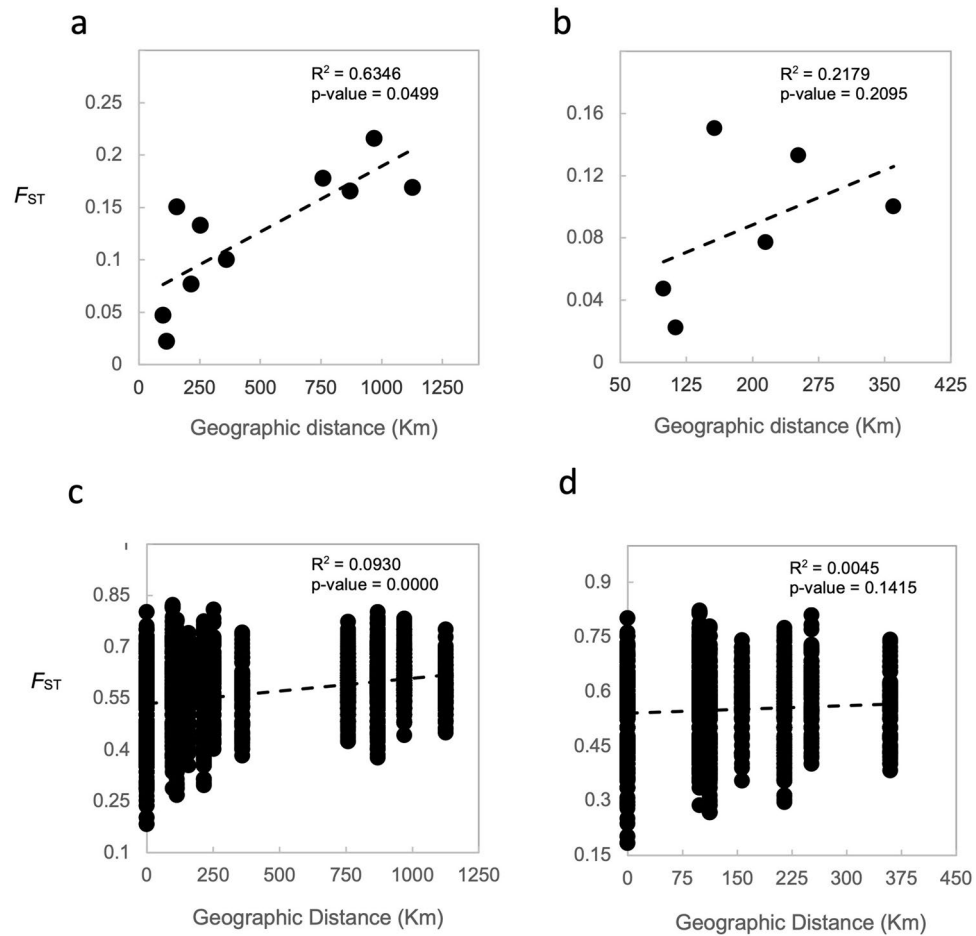 a
R² = 0.6346
p-value = 0.0499
0.25
0.2
0.15
0.1
0.05
0
FST
0 250 500 750 1000 1250
Geographic distance (Km)
b
R² = 0.2179
p-value = 0.2095
0.16
0.12
0.08
0.04
0
50 125 200 275 350 425
Geographic distance (Km)
c
R² = 0.0930
p-value = 0.0000
0.85
0.7
0.55
0.4
0.25
0.1
FST
0 250 500 750 1000 1250
Geographic Distance (Km)
d
R² = 0.0045
p-value = 0.1415
0.9
0.75
0.6
0.45
0.3
0.15
0 75 150 225 300 375 450
Geographic Distance (Km)